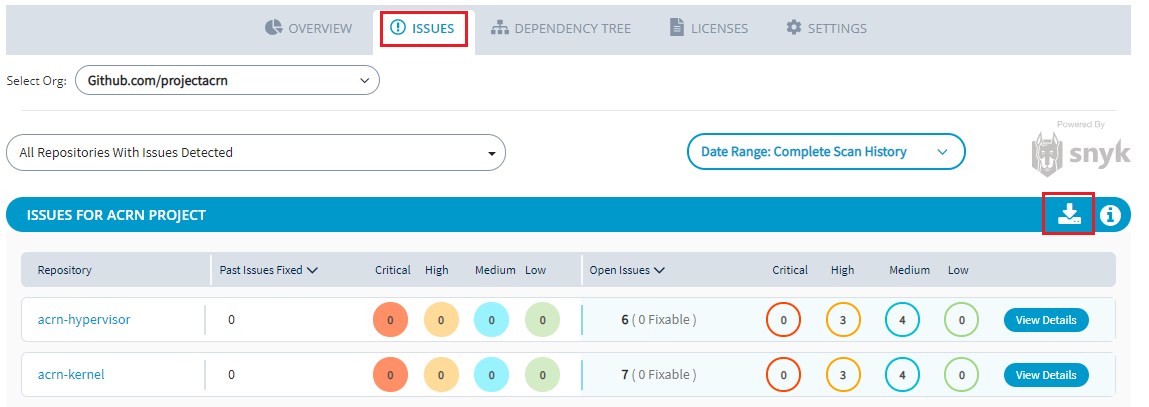 OVERVIEW ISSUES DEPENDENCY TREE LICENSES SETTINGS
Select Org: Github.com/projectacrn
Powered By
All Repositories With Issues Detected Date Range: Complete Scan History snyk
ISSUES FOR ACRN PROJECT
Repository Past Issues Fixed Critical High Medium Low Open Issues Critical High Medium Low
acrn-hypervisor 0 0 0 0 0 6 ( 0 Fixable ) 0 3 4 0 View Details
acrn-kernel 0 0 0 0 0 7 ( 0 Fixable ) 0 3 4 0 View Details